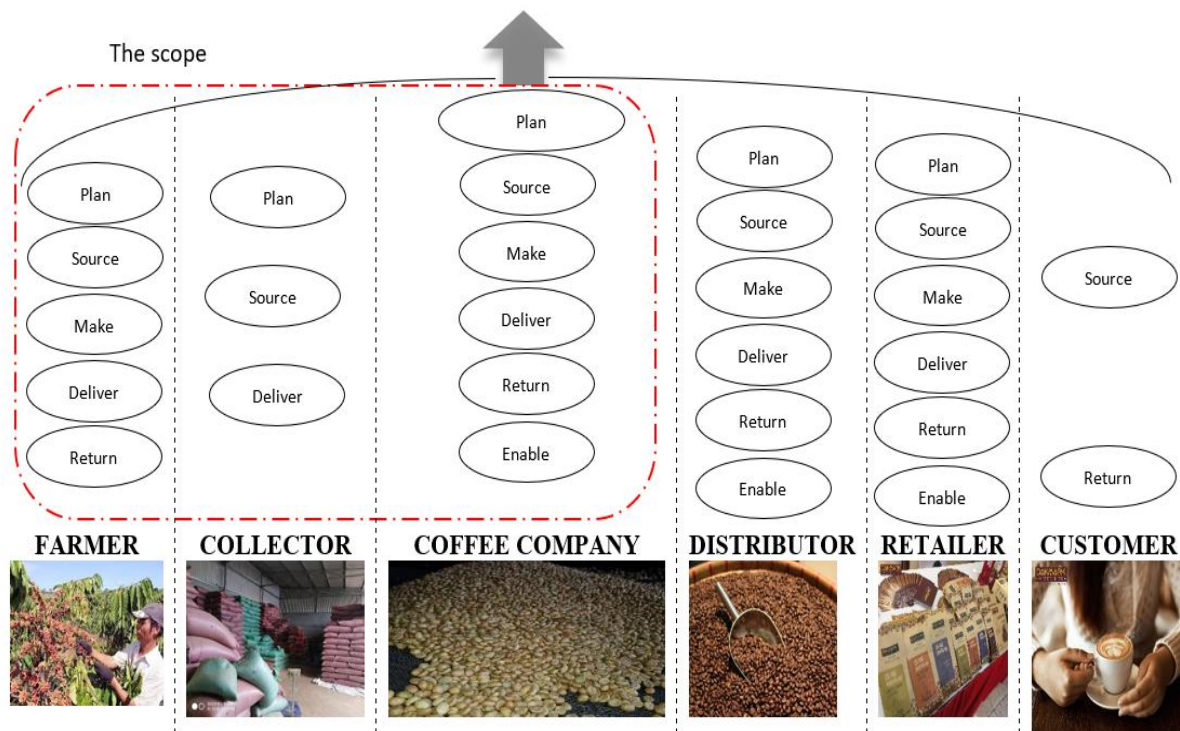 The scope
Plan
Source
Make
Deliver
Return
FARMER
Plan
Source
Deliver
COLLECTOR
Plan
Source
Make
Deliver
Return
Enable
COFFEE COMPANY
Plan
Source
Make
Deliver
Return
Enable
DISTRIBUTOR
Plan
Source
Make
Deliver
Return
Enable
RETAILER
Source
Return
CUSTOMER